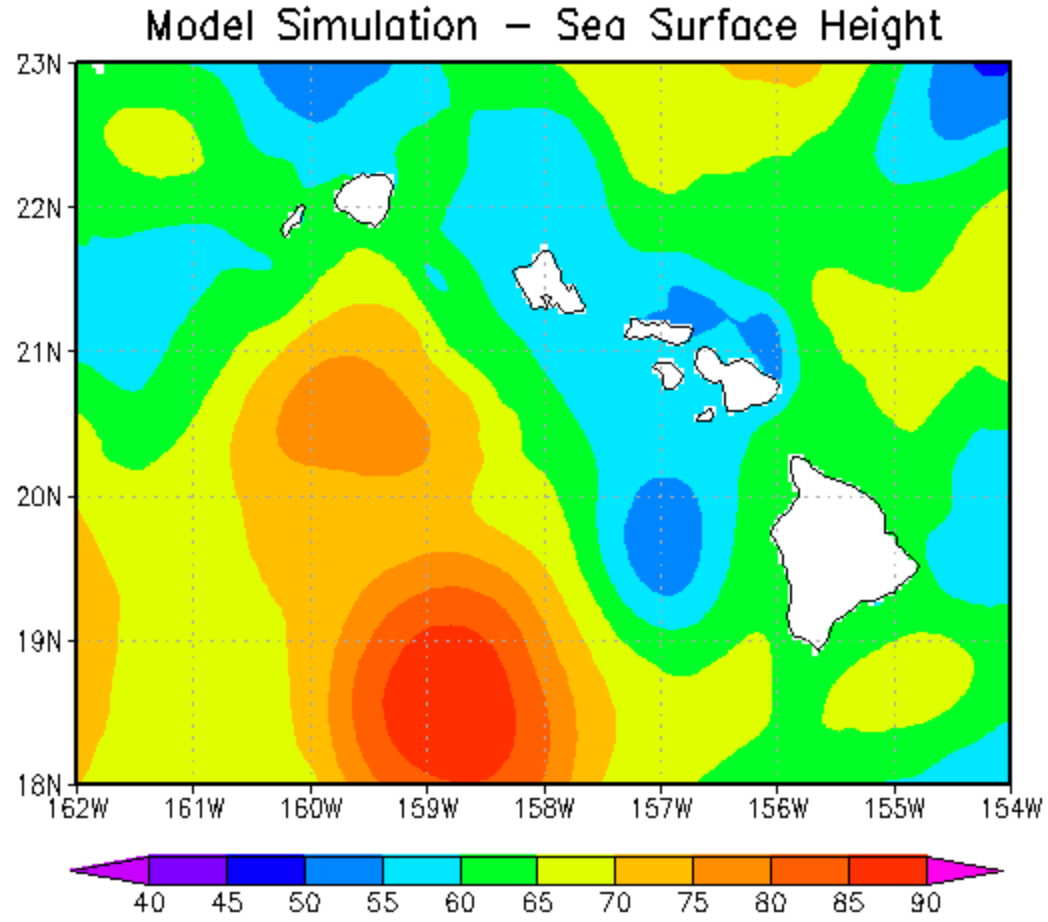 Model Simulation – Sea Surface Height
23N
22N
21N
20N
19N
18N
162W 161W 160W 159W 158W 157W 156W 155W 154W
40 45 50 55 60 65 70 75 80 85 90